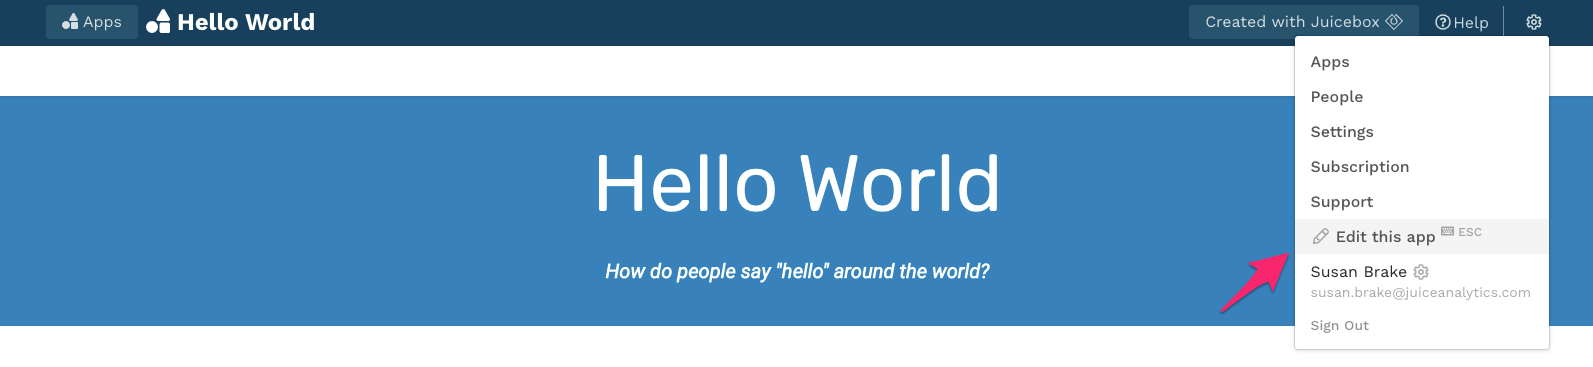 Apps
Hello World
Created with Juicebox
Help
Apps
People
Settings
Subscription
Support
Edit this app ESC
Hello World
How do people say "hello" around the world?
Susan Brake
susan.brake@juiceanalytics.com
Sign Out